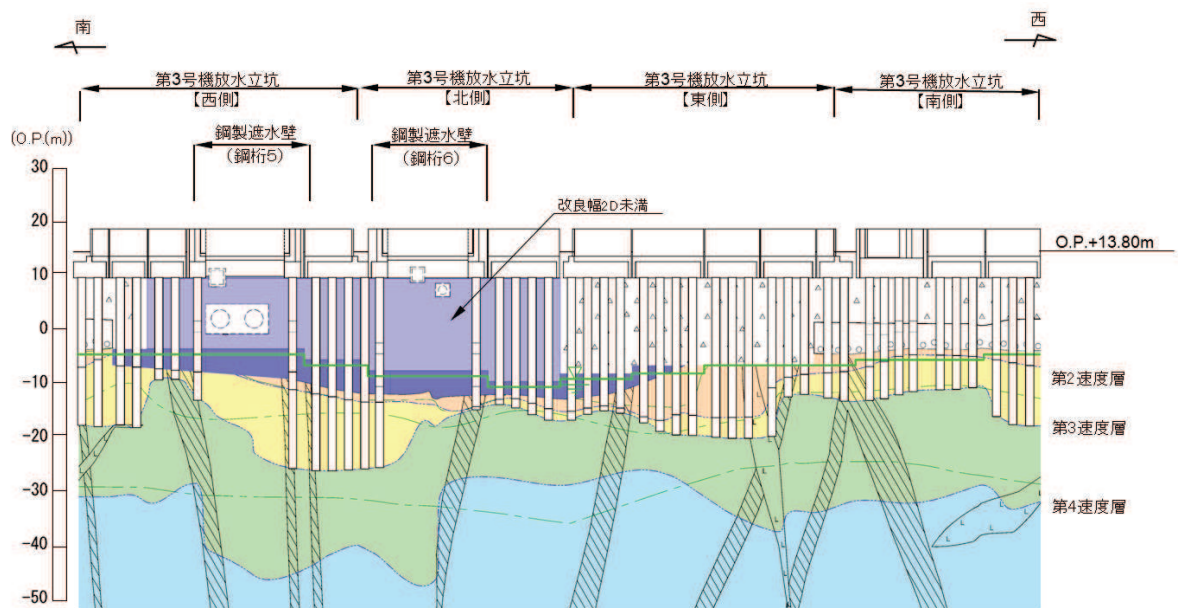 南
西
第3号機放水立坑
【西側】
第3号機放水立坑
【北側】
第3号機放水立坑
【東側】
第3号機放水立坑
【南側】
鋼製遮水壁
(鋼桁5)
鋼製遮水壁
(鋼桁6)
(O.P.(m))
30
20
10
0
-10
-20
-30
-40
-50
改良幅2D未満
O.P.+13.80m
第2速度層
第3速度層
第4速度層